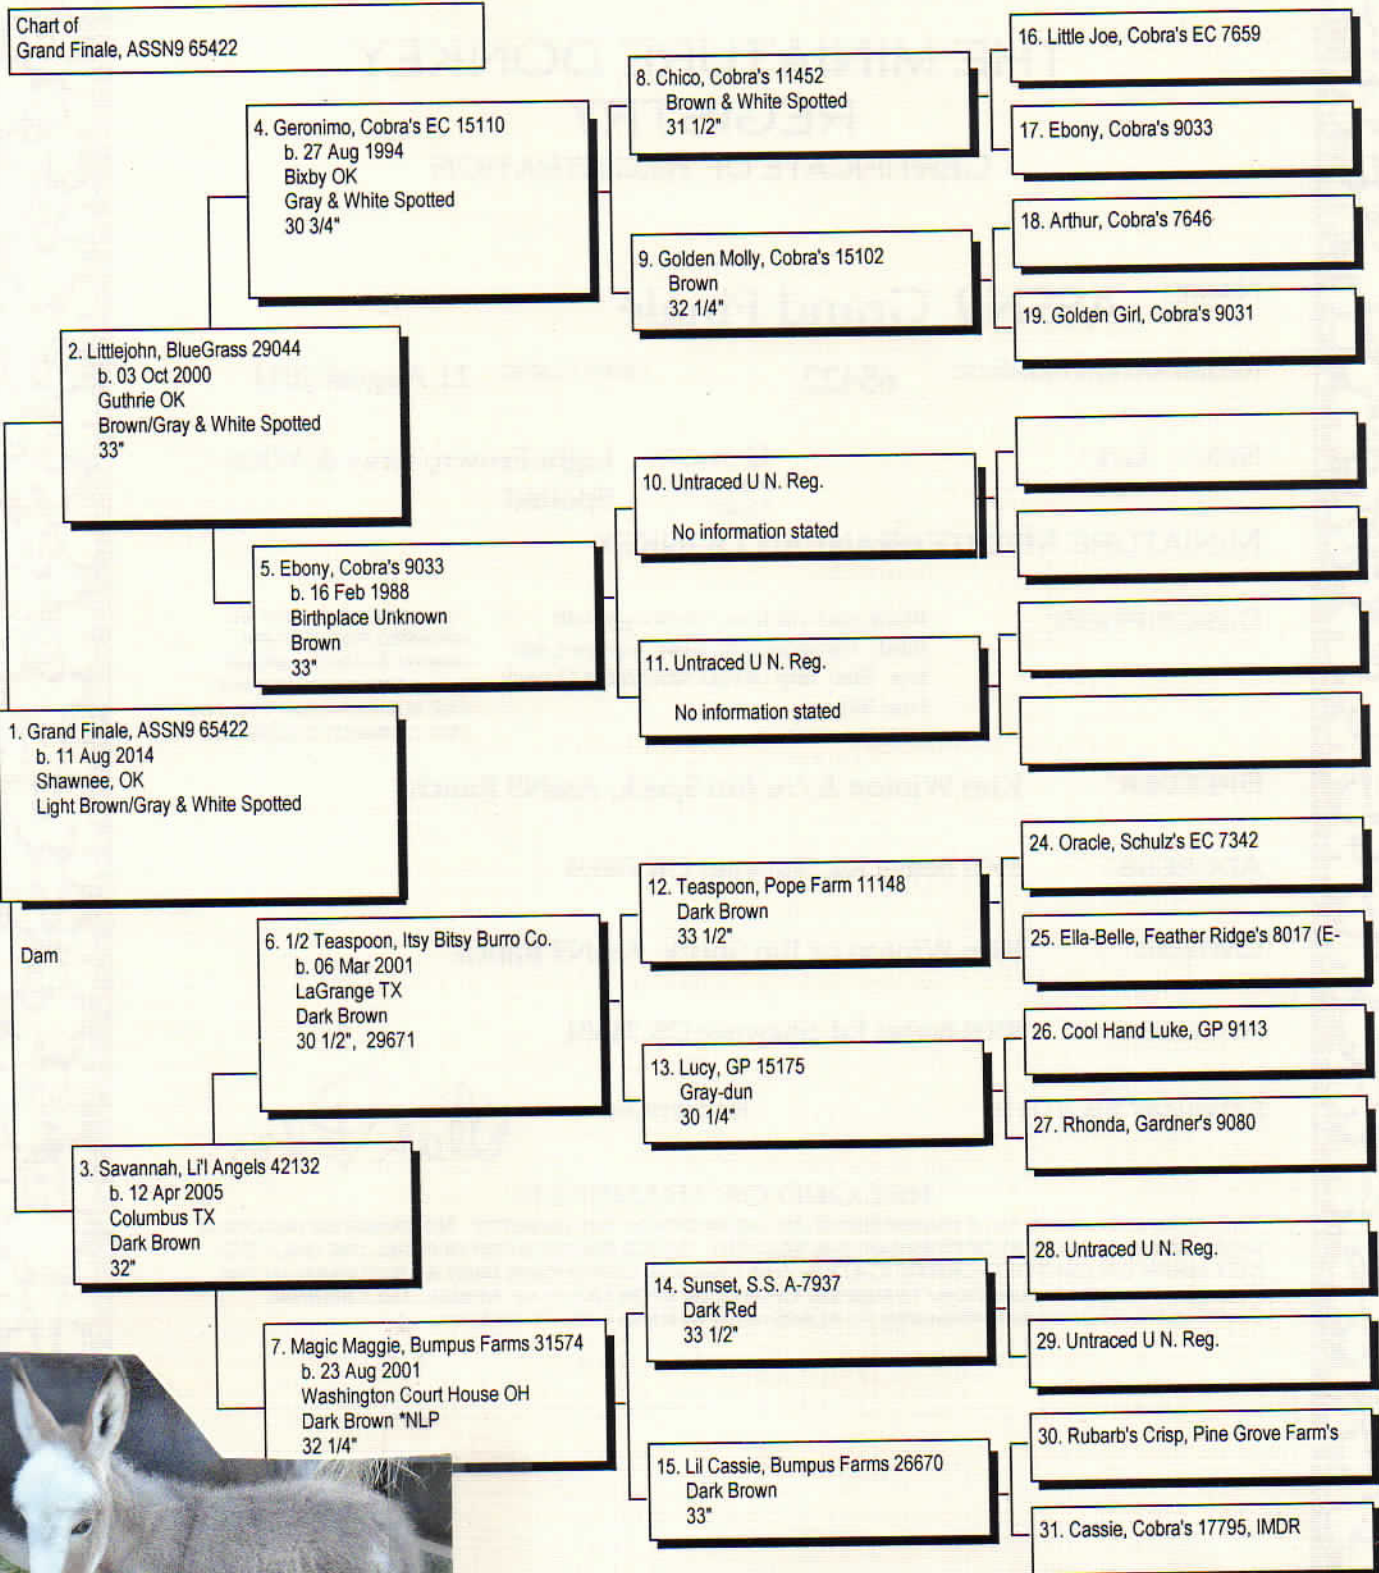 Chart of
Grand Finale, ASSN9 65422
1. Grand Finale, ASSN9 65422
b. 11 Aug 2014
Shawnee, OK
Light Brown/Gray & White Spotted
Dam
2. Littlejohn, BlueGrass 29044
b. 03 Oct 2000
Guthrie OK
Brown/Gray & White Spotted
33"
3. Savannah, Li'l Angels 42132
b. 12 Apr 2005
Columbus TX
Dark Brown
32"
4. Geronimo, Cobra's EC 15110
b. 27 Aug 1994
Bixby OK
Gray & White Spotted
30 3/4"
5. Ebony, Cobra's 9033
b. 16 Feb 1988
Birthplace Unknown
Brown
33"
6. 1/2 Teaspoon, Itsy Bitsy Burro Co.
b. 06 Mar 2001
LaGrange TX
Dark Brown
30 1/2", 29671
7. Magic Maggie, Bumpus Farms 31574
b. 23 Aug 2001
Washington Court House OH
Dark Brown *NLP
32 1/4"
8. Chico, Cobra's 11452
Brown & White Spotted
31 1/2"
9. Golden Molly, Cobra's 15102
Brown
32 1/4"
10. Untraced U N. Reg.
No information stated
11. Untraced U N. Reg.
No information stated
12. Teaspoon, Pope Farm 11148
Dark Brown
33 1/2"
13. Lucy, GP 15175
Gray-dun
30 1/4"
14. Sunset, S.S. A-7937
Dark Red
33 1/2"
15. Lil Cassie, Bumpus Farms 26670
Dark Brown
33"
16. Little Joe, Cobra's EC 7659
17. Ebony, Cobra's 9033
18. Arthur, Cobra's 7646
19. Golden Girl, Cobra's 9031
24. Oracle, Schulz's EC 7342
25. Ella-Belle, Feather Ridge's 8017 (E-
26. Cool Hand Luke, GP 9113
27. Rhonda, Gardner's 9080
28. Untraced U N. Reg.
29. Untraced U N. Reg.
30. Rubarb's Crisp, Pine Grove Farm's
31. Cassie, Cobra's 17795, IMDR